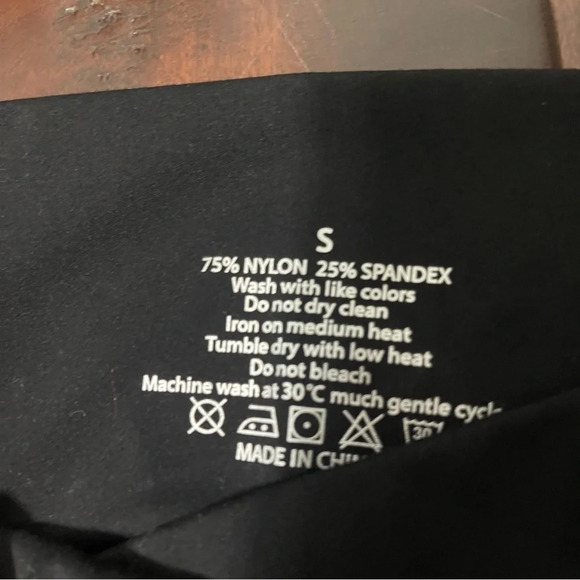 S
75% NYLON 25% SPANDEX
Wash with like colors
Do not dry clean
Iron on medium heat
Tumble dry with low heat
Do not bleach
Machine wash at 30°C much gentle
30
MADE IN